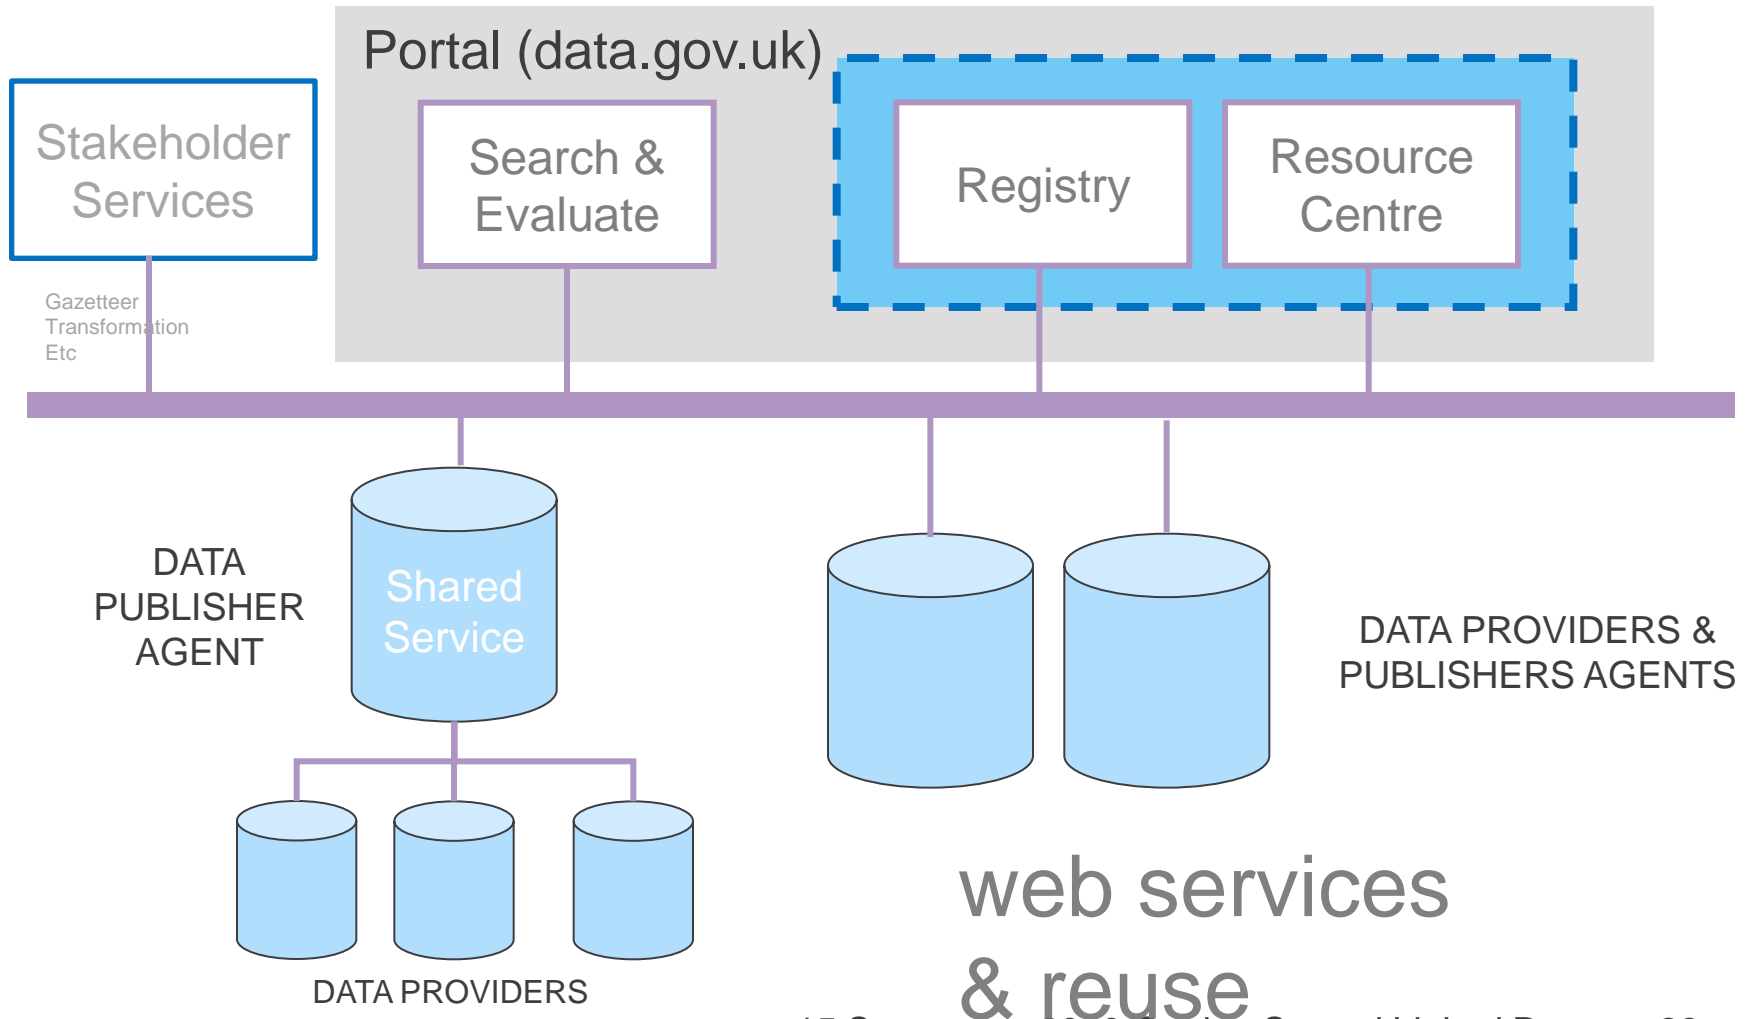 Portal (data.gov.uk)
Stakeholder
Services
Search &
Evaluate
Registry
Resource
Centre
Gazetteer
Transformation
Etc
DATA
PUBLISHER
AGENT
Shared
Service
DATA PROVIDERS &
PUBLISHERS AGENTS
web services
& reuse
DATA PROVIDERS